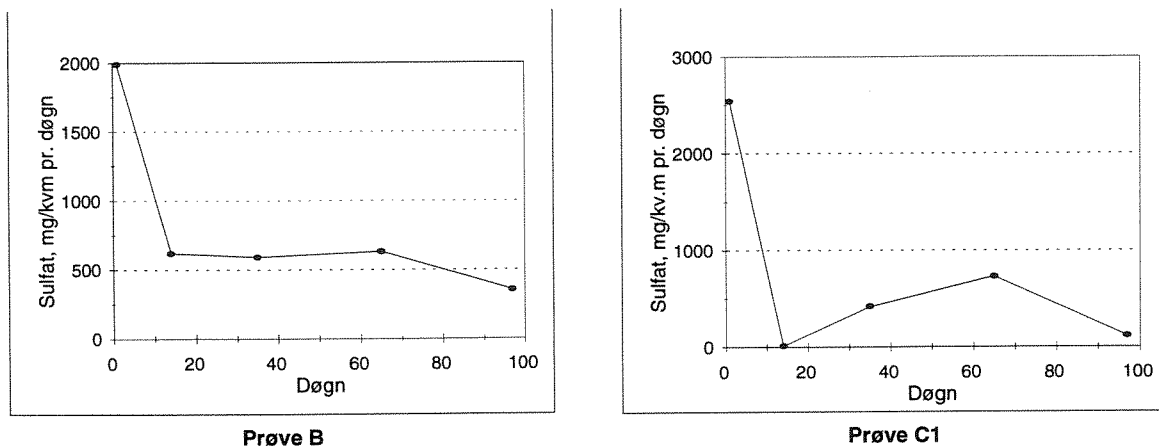 Sulfat, mg/kvm pr. døgn
2000
1500
1000
500
0
0 20 40 60 80 100
Døgn
Prøve B
Sulfat, mg/kv.m pr. døgn
3000
2000
1000
0
0 20 40 60 80 100
Døgn
Prøve C1